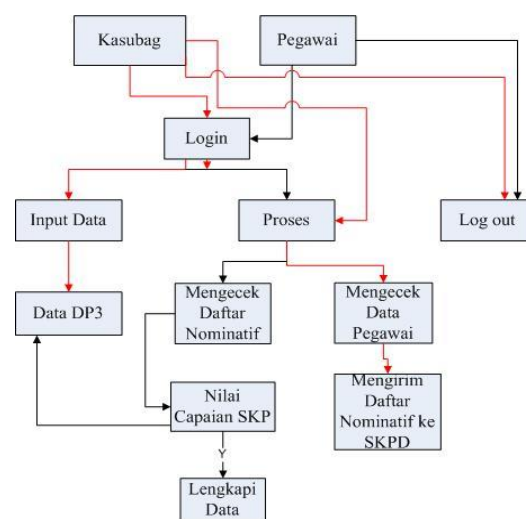 Kasubag
Pegawai
Login
Input Data
Proses
Log out
Data DP3
Mengecek
Daftar
Nominatif
Mengecek
Data
Pegawai
Nilai
Capaian SKP
Mengirim
Daftar
Nominatif ke
SKPD
Y
Lengkapi
Data